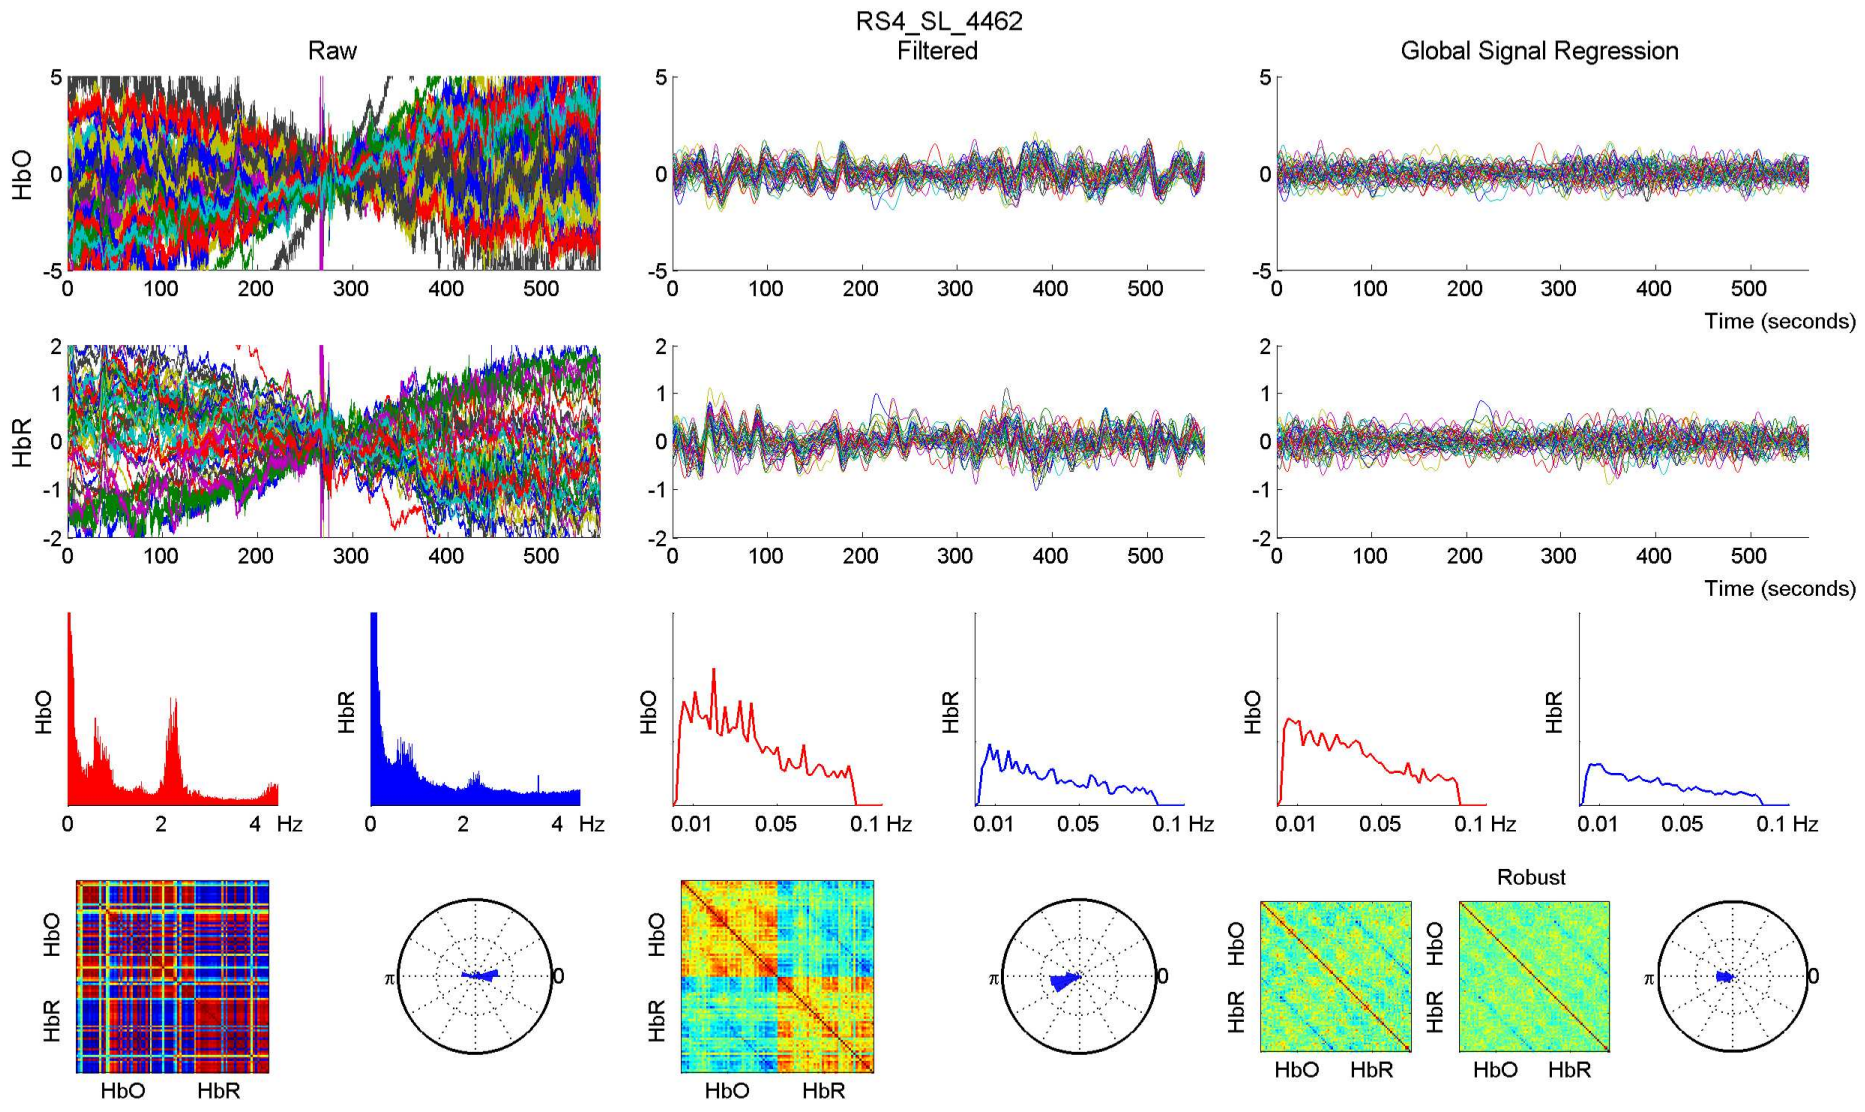 RS4_SL_4462
Raw
Filtered
Global Signal Regression
HbO
5
0
-5
0 100 200 300 400 500
5
0
-5
0 100 200 300 400 500
5
0
-5
0 100 200 300 400 500
Time (seconds)
HbR
2
1
0
-1
-2
0 100 200 300 400 500
2
1
0
-1
-2
0 100 200 300 400 500
2
1
0
-1
-2
0 100 200 300 400 500
Time (seconds)
HbO
0 2 4 Hz
HbR
0 2 4 Hz
HbO
0.01 0.05 0.1 Hz
HbR
0.01 0.05 0.1 Hz
HbO
0.01 0.05 0.1 Hz
HbR
0.01 0.05 0.1 Hz
HbO
HbR
HbO HbR
π 0
HbO
HbR
HbO HbR
π 0
HbO
HbR
HbO HbR
Robust
HbO
HbR
HbO HbR
π 0